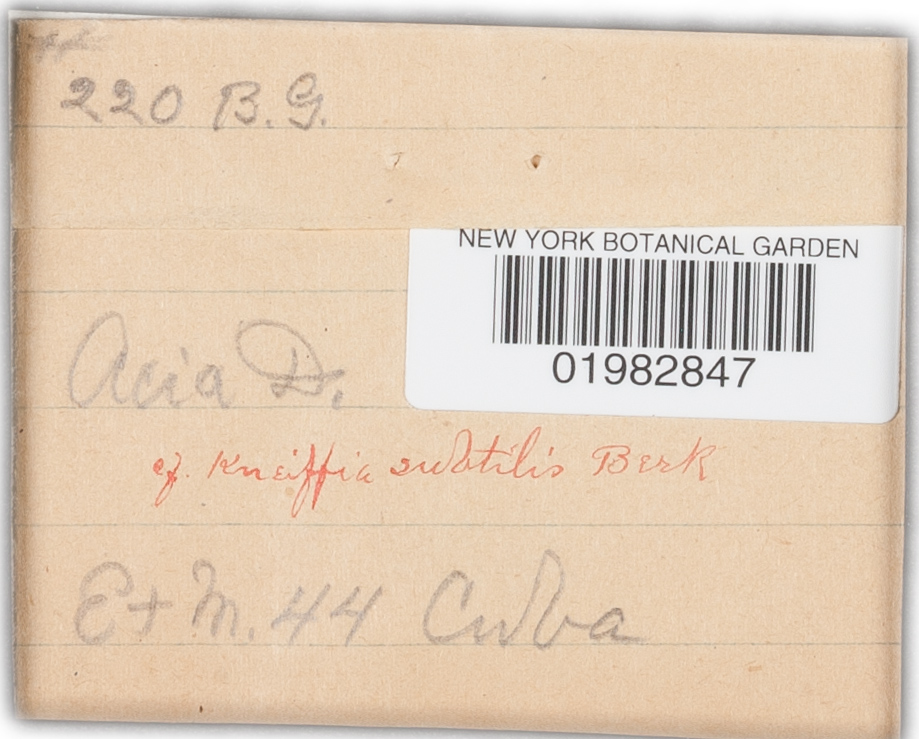 220 B.G.
NEW YORK BOTANICAL GARDEN
01982847
Acia D.
cf. Kneiffia subtilis Berk
E + M. 44 Cuba